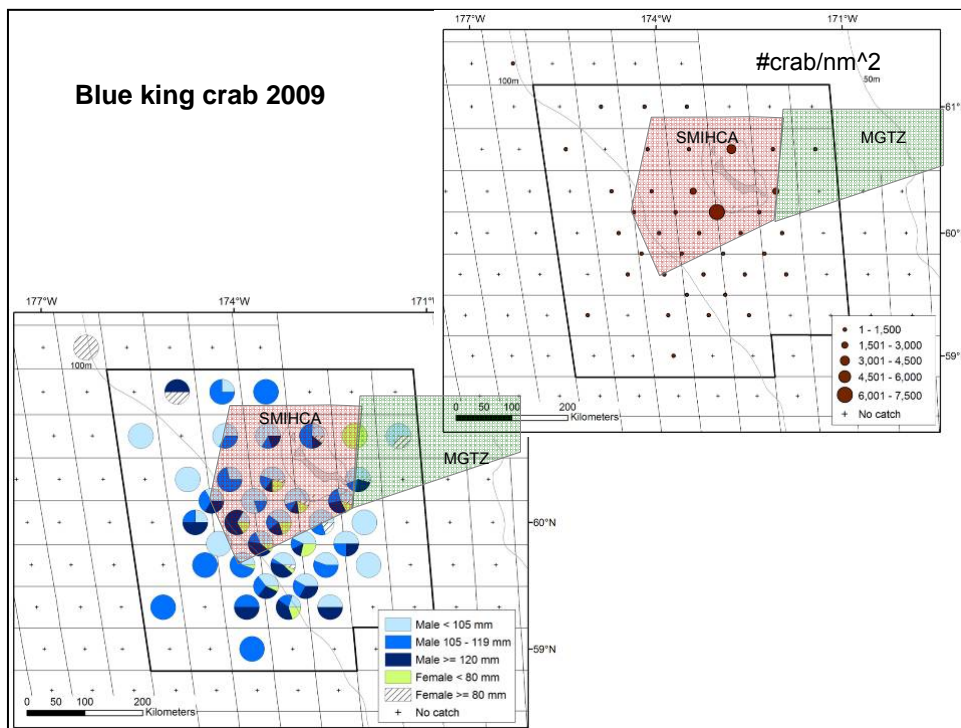 177°W 174°W 171°W
#crab/nm^2
100m 50m
Blue king crab 2009
61°N
SMIHCA MGTZ
60°N
177°W 174°W 171°W
1 - 1,500
1,501 - 3,000
59°N
3,001 - 4,500
100m
4,501 - 6,000
6,001 - 7,500
0 50 100 200
No catch
Kilometers
SMIHCA
MGTZ
60°N
Male < 105 mm
Male 105 - 119 mm
Male >= 120 mm
59°N
Female < 80 mm
Female >= 80 mm
0 50 100 200
No catch
Kilometers